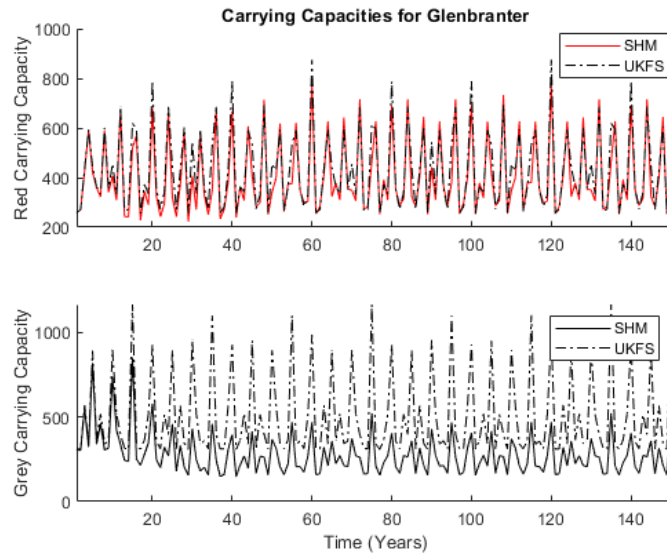 Carrying Capacities for Glenbranter
Red Carrying Capacity
1000
800
600
400
200
SHM
UKFS
20 40 60 80 100 120 140
Grey Carrying Capacity
1000
500
0
SHM
UKFS
20 40 60 80 100 120 140
Time (Years)